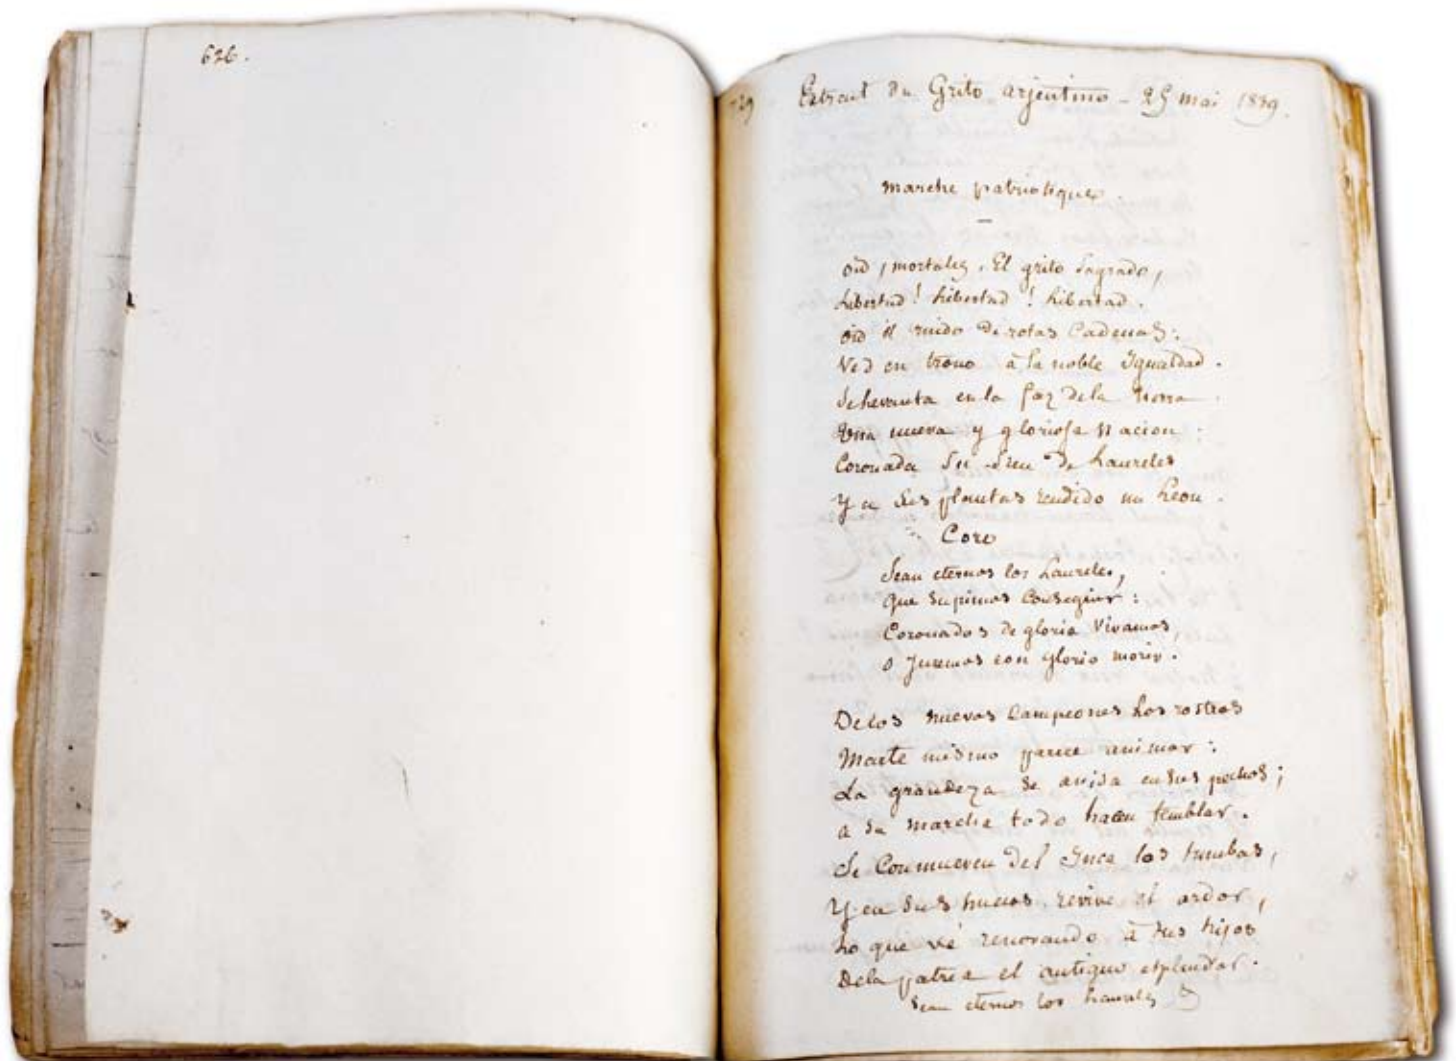 626.
Extrait du Grito argentino - 25 mai 1839.
marche patriotique
oid, mortales, El grito sagrado,
Libertad! Libertad! Libertad.
oid el ruido de rotas Cadenas:
Ved en trono à la noble Igualdad.
Se Levanta en la faz de la tierra
Una nueva y gloriosa Nacion:
Coronada su sien de Laureles
Y a sus plantas rendido un Leon.
Coro
Sean eternos los Laureles,
Que supimos Conseguir:
Coronados de gloria Vivamos,
o Juremos con gloria morir.
De los nuevos Campeones Los rostros
Marte mismo parece animar:
La grandeza se anida en sus pechos;
a su marcha todo hacen temblar.
Se Conmueven del Inca las tumbas,
Y en sus huesos revive el ardor,
Lo que vé renovando à sus hijos
De la patria el antiguo esplendor.
Sean eternos los Laureles